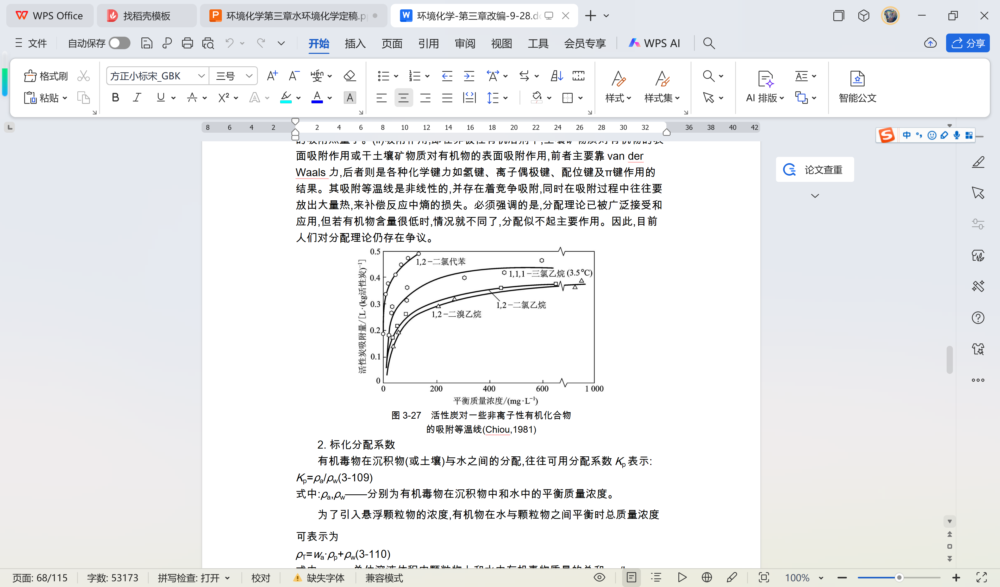 WPS Office
找稻壳模板
环境化学第三章水环境化学定稿.p
环境化学-第三章改编-9-28.d
文件
自动保存
开始
插入
页面
引用
审阅
视图
工具
会员专享
WPS AI
分享
格式刷
方正小标宋_GBK
三号
粘贴
样式
样式集
AI 排版
智能公文
8 6 4 2 2 4 6 8 10 12 14 16 18 20 22 24 26 28 30 32 36 38 40 42
中
论文查重
面吸附作用或干土壤矿物质对有机物的表面吸附作用,前者主要靠 van der
Waals 力,后者则是各种化学键力如氢键、离子偶极键、配位键及π键作用的
结果。其吸附等温线是非线性的,并存在着竞争吸附,同时在吸附过程中往往要
放出大量热,来补偿反应中熵的损失。必须强调的是,分配理论已被广泛接受和
应用,但若有机物含量很低时,情况就不同了,分配似不起主要作用。因此,目前
人们对分配理论仍存在争议。
活性炭吸附量/[L·(kg活性炭)⁻¹]
0.5
0.4
0.3
0.2
0.1
0
1,2-二氯代苯
1,1,1-三氯乙烷 (3.5℃)
1,2-二氯乙烷
1,2-二溴乙烷
0 200 400 600 1 000
平衡质量浓度/(mg·L⁻¹)
图 3-27 活性炭对一些非离子性有机化合物
的吸附等温线(Chiou,1981)
2. 标化分配系数
有机毒物在沉积物(或土壤)与水之间的分配,往往可用分配系数 Kp 表示:
Kp=ρa/ρw(3-109)
式中:ρa,ρw——分别为有机毒物在沉积物中和水中的平衡质量浓度。
为了引入悬浮颗粒物的浓度,有机物在水与颗粒物之间平衡时总质量浓度
可表示为
ρT=wa·ρp+ρw(3-110)
页面: 68/115
字数: 53173
拼写检查: 打开
校对
缺失字体
兼容模式
100%